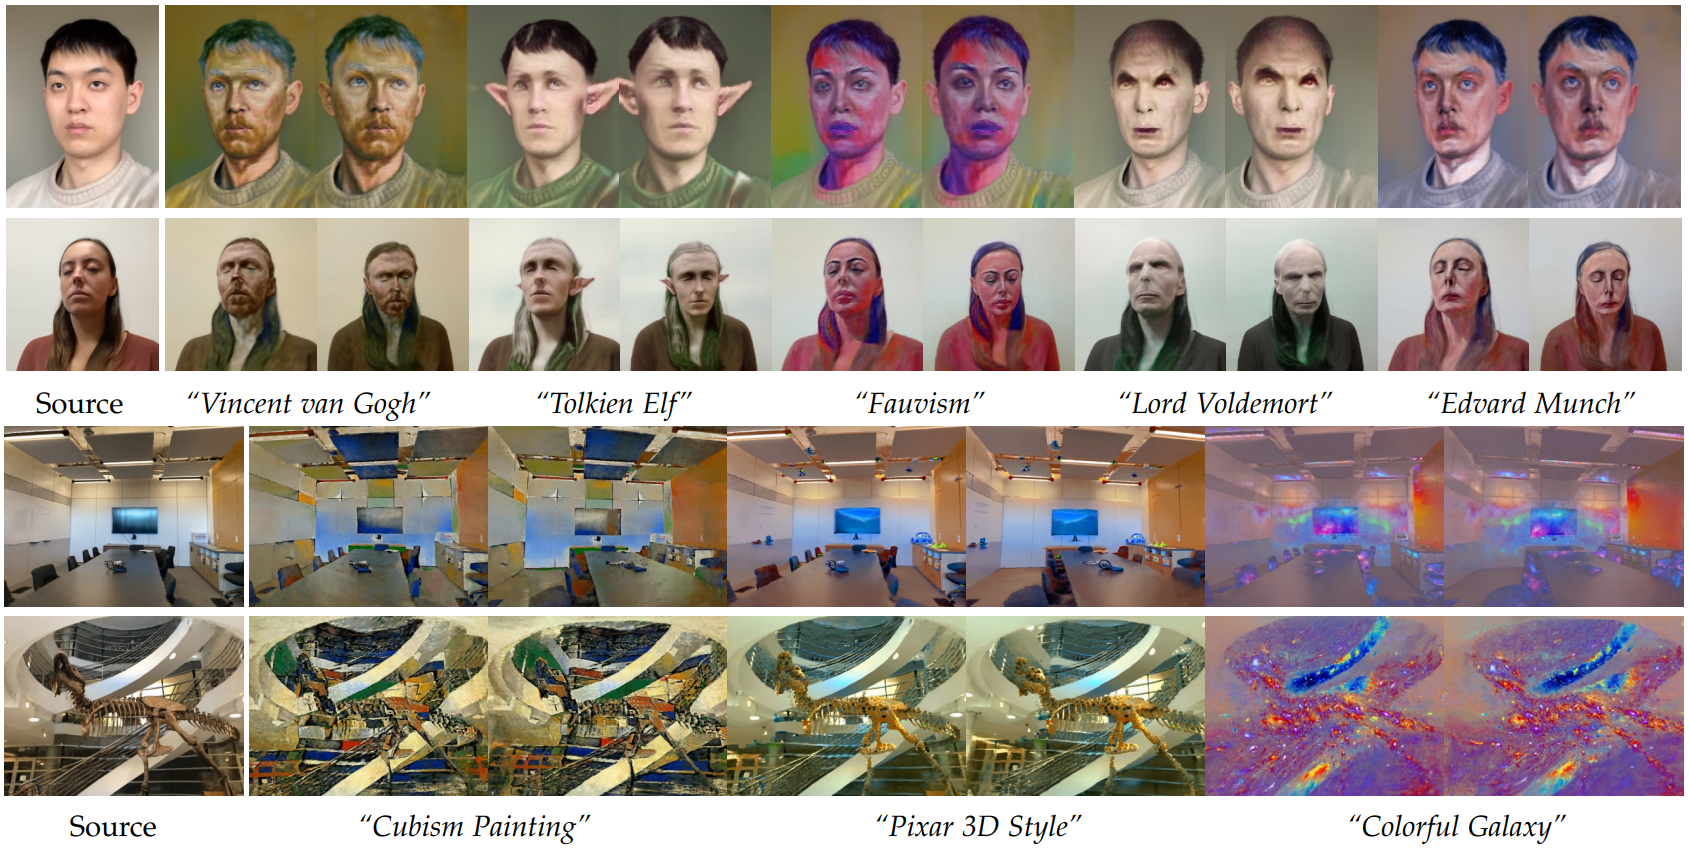 Source "Vincent van Gogh" "Tolkien Elf" "Fauvism" "Lord Voldemort" "Edvard Munch"
Source "Cubism Painting" "Pixar 3D Style" "Colorful Galaxy"